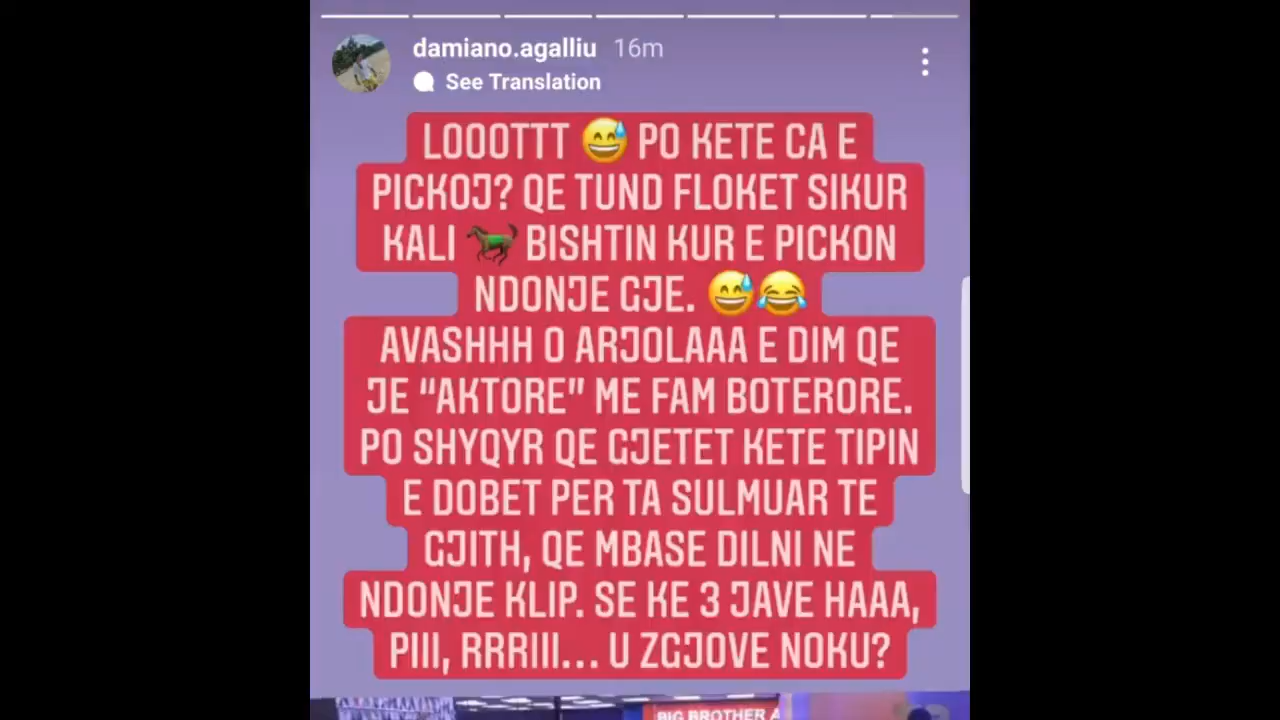 damiano.agalliu 16m
See Translation
LOOOTTT 😅 PO KETE CA E
PICKOJ? QE TUND FLOKET SIKUR
KALI 🐎 BISHTIN KUR E PICKON
NDONJE GJE. 😅😂
AVASHHH O ARJOLAAA E DIM QE
JE “AKTORE” ME FAM BOTERORE.
PO SHYQYR QE GJETET KETE TIPIN
E DOBET PER TA SULMUAR TE
GJITH, QE MBASE DILNI NE
NDONJE KLIP. SE KE 3 JAVE HAAA,
PIII, RRRIII... U ZGJOVE NOKU?
BIG BROTHER A